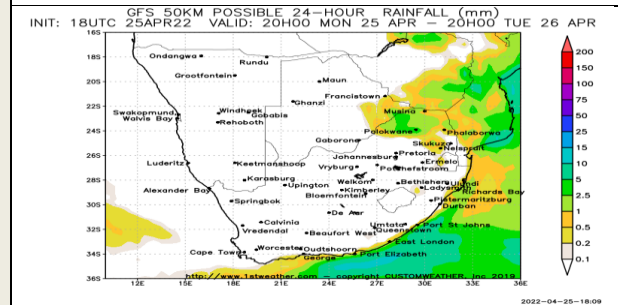 GFS 50KM POSSIBLE 24-HOUR RAINFALL (mm)
INIT: 18UTC 25APR22 VALID: 20H00 MON 25 APR - 20H00 TUE 26 APR
16S
Ondangwa
Rundu
200
Grootfontein
150
18S
Maun
100
20S
Francistown
75
Ghanzi
50
22S
Swakopmund
Windhoek
Gobabis
Musina
25
Walvis Bay
Rehoboth
15
24S
Polokwane
Phalaborwa
10
Gaborone
Skukuza
Nelspruit
5
26S
Johannesburg
Pretoria
Luderitz
Keetmanshoop
Vryburg
Potchefstroom
Ermelo
2.5
28S
Karasburg
Upington
Welkom
Kimberley
Bethlehem
Ladysmith
Ulundi
1
Alexander Bay
Springbok
Bloemfontein
Richards Bay
0.5
30S
De Aar
Pietermaritzburg
Durban
0.2
Calvinia
Umtata
Port St Johns
0.1
32S
Vredendal
Beaufort West
Queenstown
East London
Cape Town
Worcester
Oudtshoorn
34S
George
Port Elizabeth
http://www.1stweather.com - copyright CUSTOMWEATHER, Inc 2019
36S
12E 15E 18E 21E 24E 27E 30E 33E 36E
2022-04-25-18:09